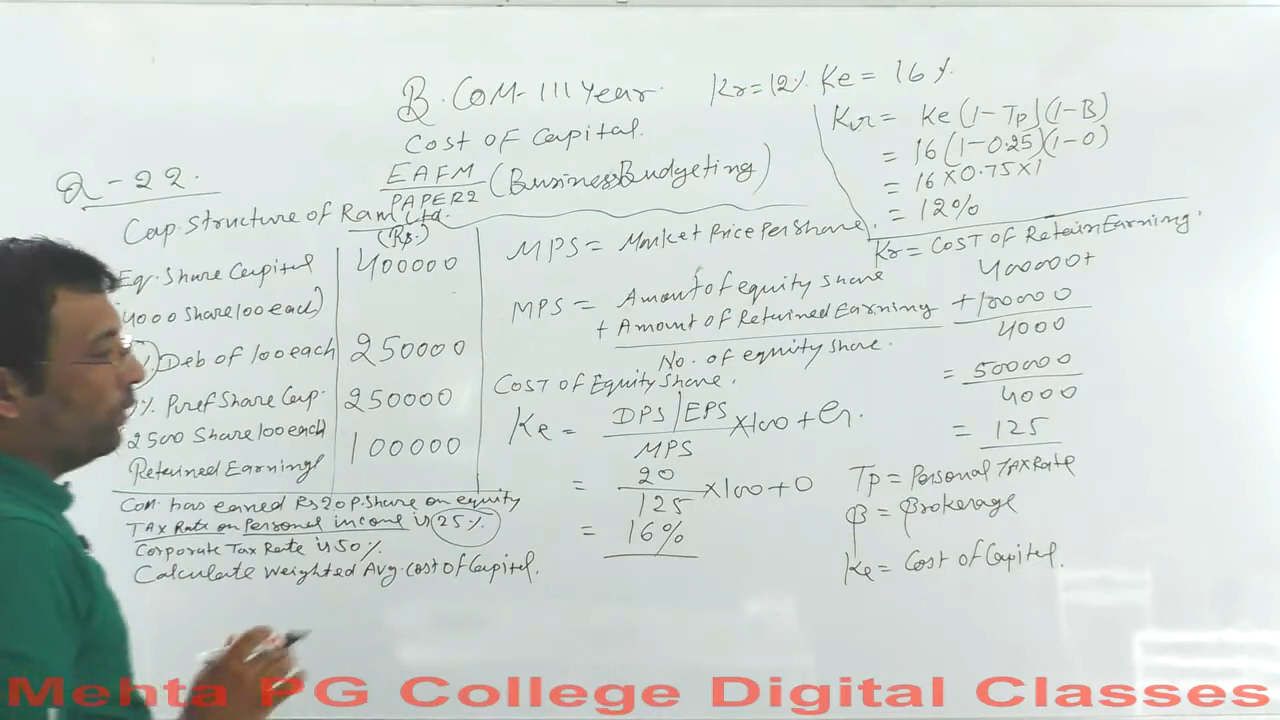 B.COM-III Year.
Cost of Capital.
EAFM
PAPER2 (BusinessBudgeting)
Kr=12% Ke= 16%
Q-22.
Cap. Structure of Ram Ltd.
(Rs.)
Eq. Share Capital 400000
4000 Share 100 each)
Deb of 100 each 250000
% Pref Share Cap. 250000
2500 Share 100 each
Retained Earning 100000
Com. has earned Rs 20 P. Share on equity
TAX Rate on Personal income is 25%
Corporate Tax Rate is 50%
Calculate weighted Avg. cost of Capital.
MPS = Market Price Per Share.
MPS = Amount of equity share
+ Amount of Retained Earning
No. of equity share.
COST OF Equity Share.
Ke = DPS/EPS ×100 + G.
MPS
= 20 ×100 + 0
125
= 16%
Kr = Ke (1-Tp) (1-B)
= 16 (1-0.25) (1-0)
= 16 × 0.75 × 1
= 12%
Kr = COST OF Retain Earning.
400000+
+100000
4000
= 500000
4000
= 125
Tp = Personal TAX Rate
B = Brokerage
Ke = Cost of Capital.
Mehta PG College Digital Classes